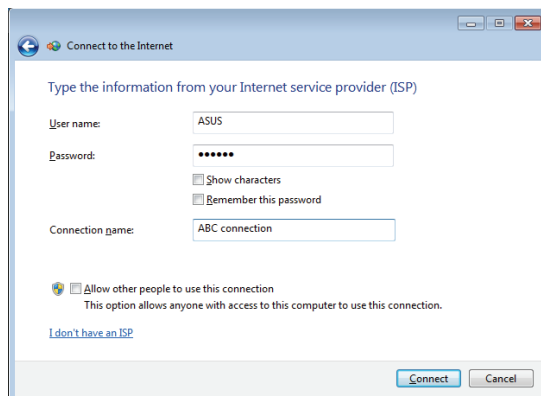 Connect to the Internet
Type the information from your Internet service provider (ISP)
User name: ASUS
Password: ••••••
Show characters
Remember this password
Connection name: ABC connection
Allow other people to use this connection
This option allows anyone with access to this computer to use this connection.
I don't have an ISP
Connect Cancel